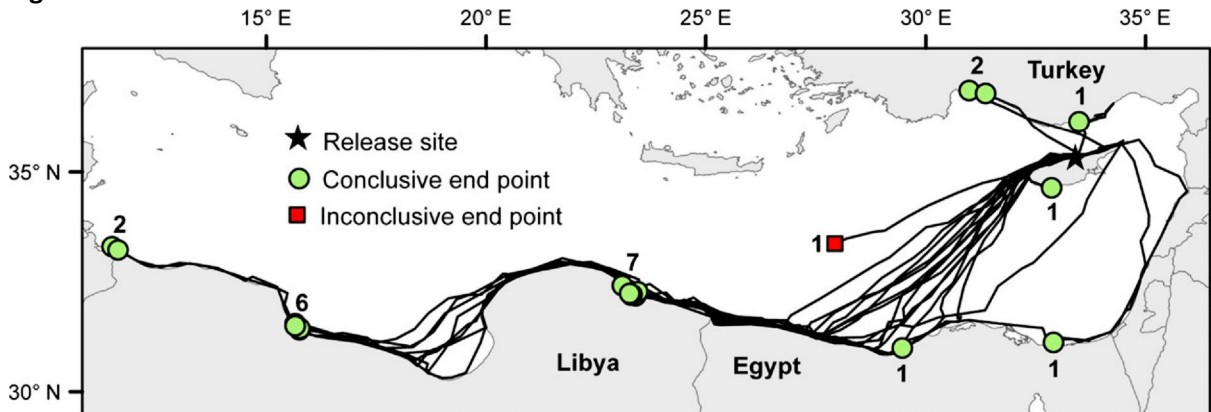 15° E 20° E 25° E 30° E 35° E
2 Turkey
1
Release site
35° N
Conclusive end point
1
Inconclusive end point
2
1
7
6
Libya
Egypt
1
1
30° N